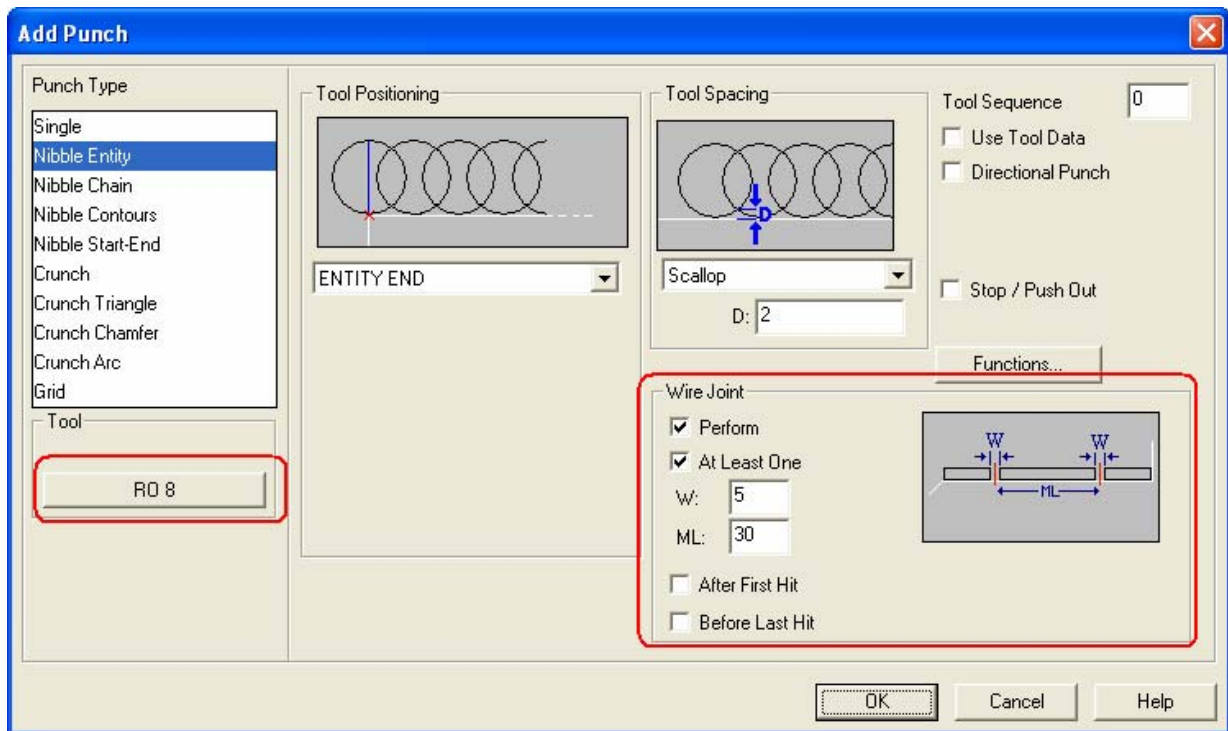 Add Punch
Punch Type
Single
Nibble Entity
Nibble Chain
Nibble Contours
Nibble Start-End
Crunch
Crunch Triangle
Crunch Chamfer
Crunch Arc
Grid
Tool
RO 8
Tool Positioning
ENTITY END
Tool Spacing
D
Scallop
D: 2
Tool Sequence 0
Use Tool Data
Directional Punch
Stop / Push Out
Functions...
Wire Joint
Perform
At Least One
W: 5
ML: 30
After First Hit
Before Last Hit
W W
ML
OK Cancel Help